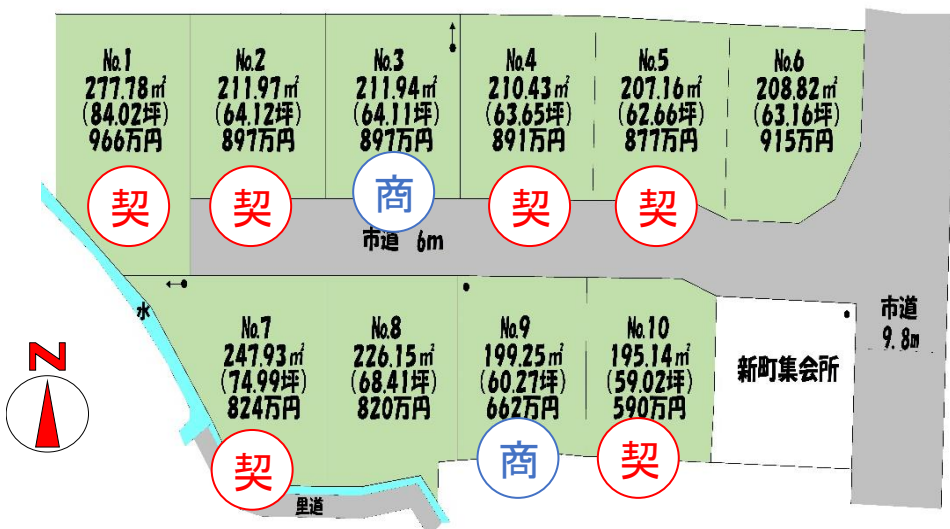 No.1
277.78㎡
(84.02坪)
966万円
契
No.2
211.97㎡
(64.12坪)
897万円
契
No.3
211.94㎡
(64.11坪)
897万円
商
No.4
210.43㎡
(63.65坪)
891万円
契
No.5
207.16㎡
(62.66坪)
877万円
契
No.6
208.82㎡
(63.16坪)
915万円
市道 6m
市道
9.8m
水
No.7
247.93㎡
(74.99坪)
824万円
契
No.8
226.15㎡
(68.41坪)
820万円
No.9
199.25㎡
(60.27坪)
662万円
商
No.10
195.14㎡
(59.02坪)
590万円
契
新町集会所
里道
N